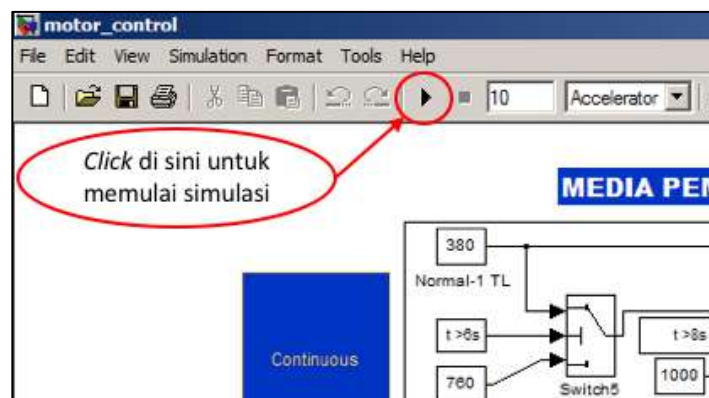 motor_control
File Edit View Simulation Format Tools Help
10 Accelerator
Click di sini untuk
memulai simulasi
MEDIA PEN
380
Normal-1 TL
t >6s
t >8s
Continuous
760
Switch5
1000